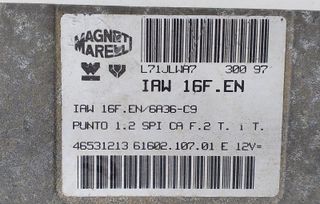 MAGNETI
MARELLI
L71JLWA7 300 97
IAW 16F.EN
IAW 16F.EN/6A36-C9
PUNTO 1.2 SPI CA F.2 T. i T.
46531213 61602.107.01 E 12V=